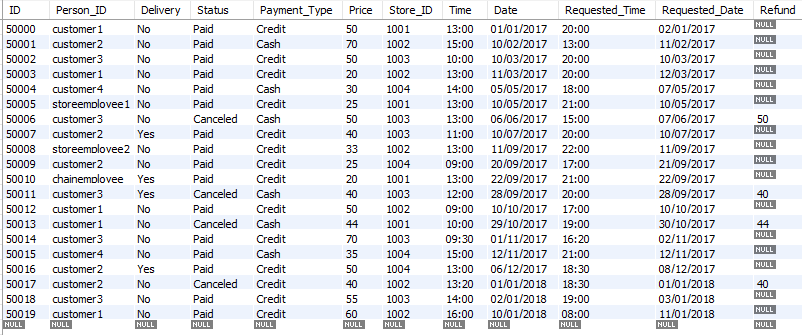 ID Person_ID Delivery Status Payment_Type Price Store_ID Time Date Requested_Time Requested_Date Refund
50000 customer1 No Paid Credit 50 1001 13:00 01/01/2017 20:00 02/01/2017 NULL
50001 customer2 No Paid Cash 70 1002 15:00 10/02/2017 13:00 11/02/2017 NULL
50002 customer3 No Paid Credit 50 1003 10:00 10/03/2017 20:00 10/03/2017 NULL
50003 customer1 No Paid Credit 20 1002 13:00 11/03/2017 20:00 12/03/2017 NULL
50004 customer4 No Paid Cash 30 1004 14:00 05/05/2017 18:00 07/05/2017 NULL
50005 storeemployee1 No Paid Credit 25 1001 13:00 10/05/2017 21:00 10/05/2017 NULL
50006 customer3 No Canceled Cash 50 1003 13:00 06/06/2017 15:00 07/06/2017 50
50007 customer2 Yes Paid Credit 40 1003 11:00 10/07/2017 20:00 10/07/2017 NULL
50008 storeemployee2 No Paid Credit 33 1002 13:00 11/09/2017 22:00 11/09/2017 NULL
50009 customer2 No Paid Credit 25 1004 09:00 20/09/2017 17:00 21/09/2017 NULL
50010 chainemployee Yes Paid Credit 20 1001 13:00 22/09/2017 21:00 22/09/2017 NULL
50011 customer3 Yes Canceled Cash 40 1003 12:00 28/09/2017 20:00 28/09/2017 40
50012 customer1 No Paid Credit 50 1002 09:00 10/10/2017 17:00 10/10/2017 NULL
50013 customer1 No Canceled Cash 44 1001 10:00 29/10/2017 19:00 30/10/2017 44
50014 customer3 No Paid Credit 70 1003 09:30 01/11/2017 16:20 02/11/2017 NULL
50015 customer4 No Paid Cash 35 1004 15:00 12/11/2017 21:00 12/11/2017 NULL
50016 customer2 Yes Paid Credit 50 1004 13:00 06/12/2017 18:30 08/12/2017 NULL
50017 customer2 No Canceled Credit 40 1002 13:20 01/01/2018 18:30 01/01/2018 40
50018 customer3 No Paid Credit 55 1003 14:00 02/01/2018 19:00 03/01/2018 NULL
50019 customer1 No Paid Credit 60 1002 16:00 10/01/2018 08:00 11/01/2018 NULL
NULL NULL NULL NULL NULL NULL NULL NULL NULL NULL NULL NULL